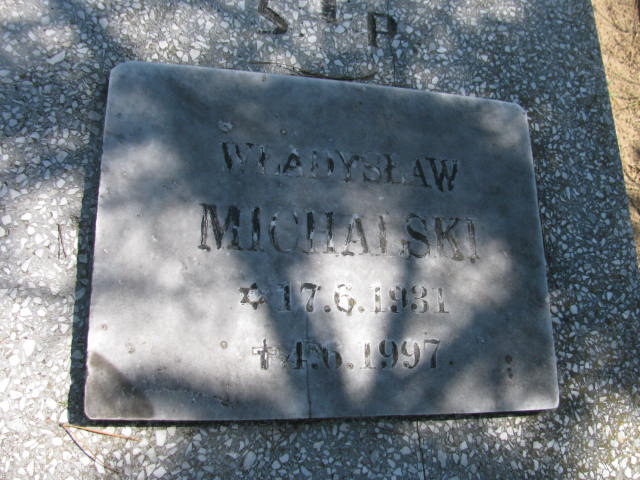 S. † P
WŁADYSŁAW
MICHALSKI
✡ 17.6.1931
✝ 4.6.1997.